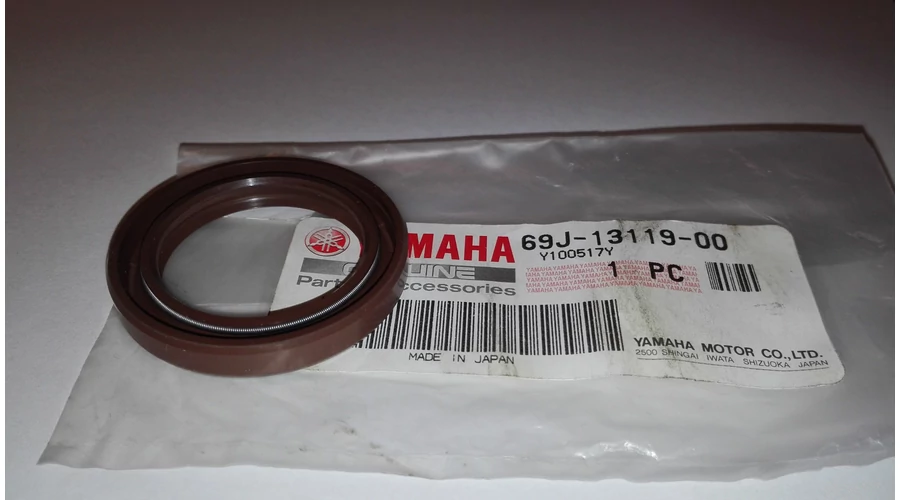 YAMAHA 69J-13119-00
Y100517Y
GENUINE 1 PC
Parts Accessories
MADE IN JAPAN
YAMAHA MOTOR CO.,LTD.
2500 SHINGAI IWATA SHIZUOKA JAPAN